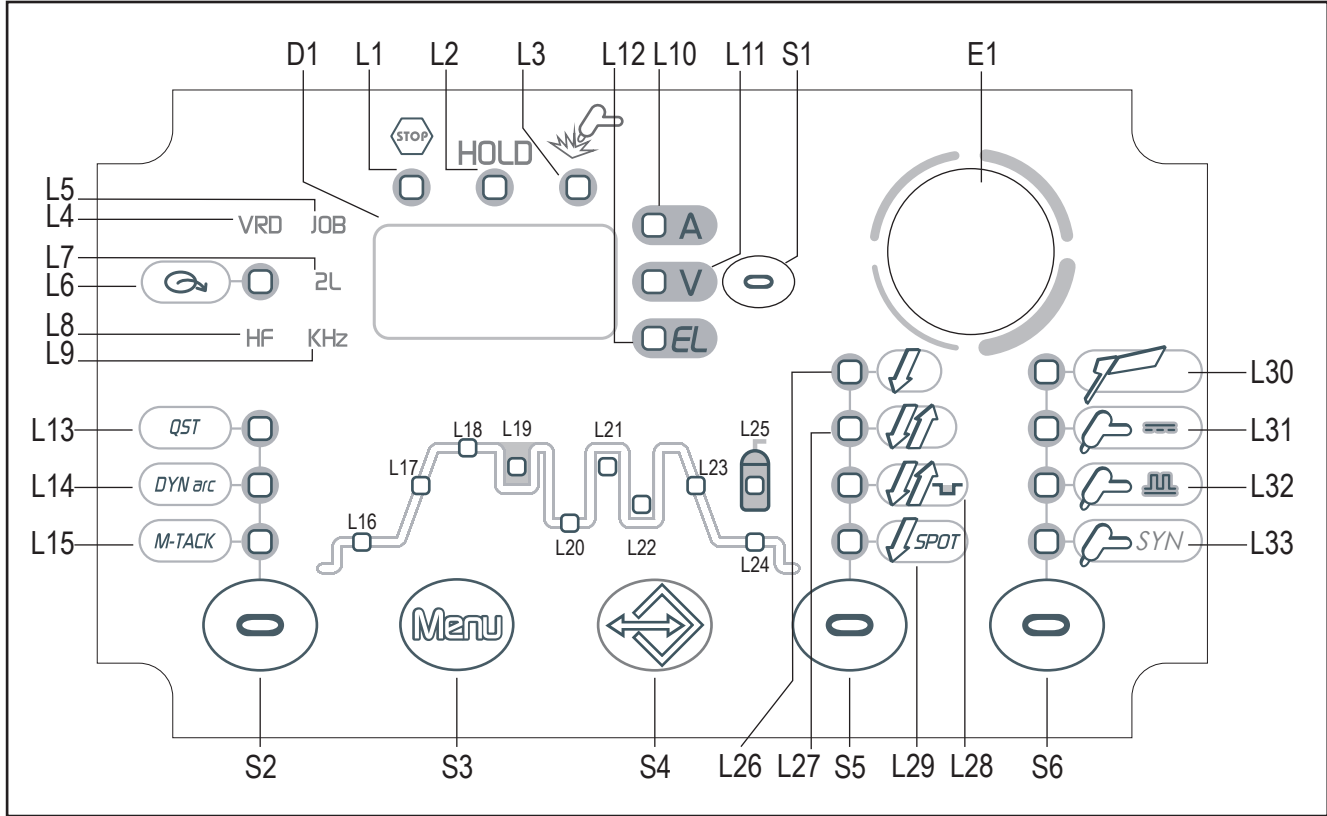 D1 L1 L2 L3 L12 L10 L11 S1 E1
STOP
HOLD
L5
L4 VRD JOB
A
L7
L6 2L V
L8 HF KHz
L9
EL
L30
L13 QST
L18 L19 L21 L25
L31
L17 L23
L14 DYN arc
L32
L16
L15 M-TACK
L20 L22 L24
SPOT SYN L33
Menu
S2 S3 S4 L26 L27 S5 L29 L28 S6